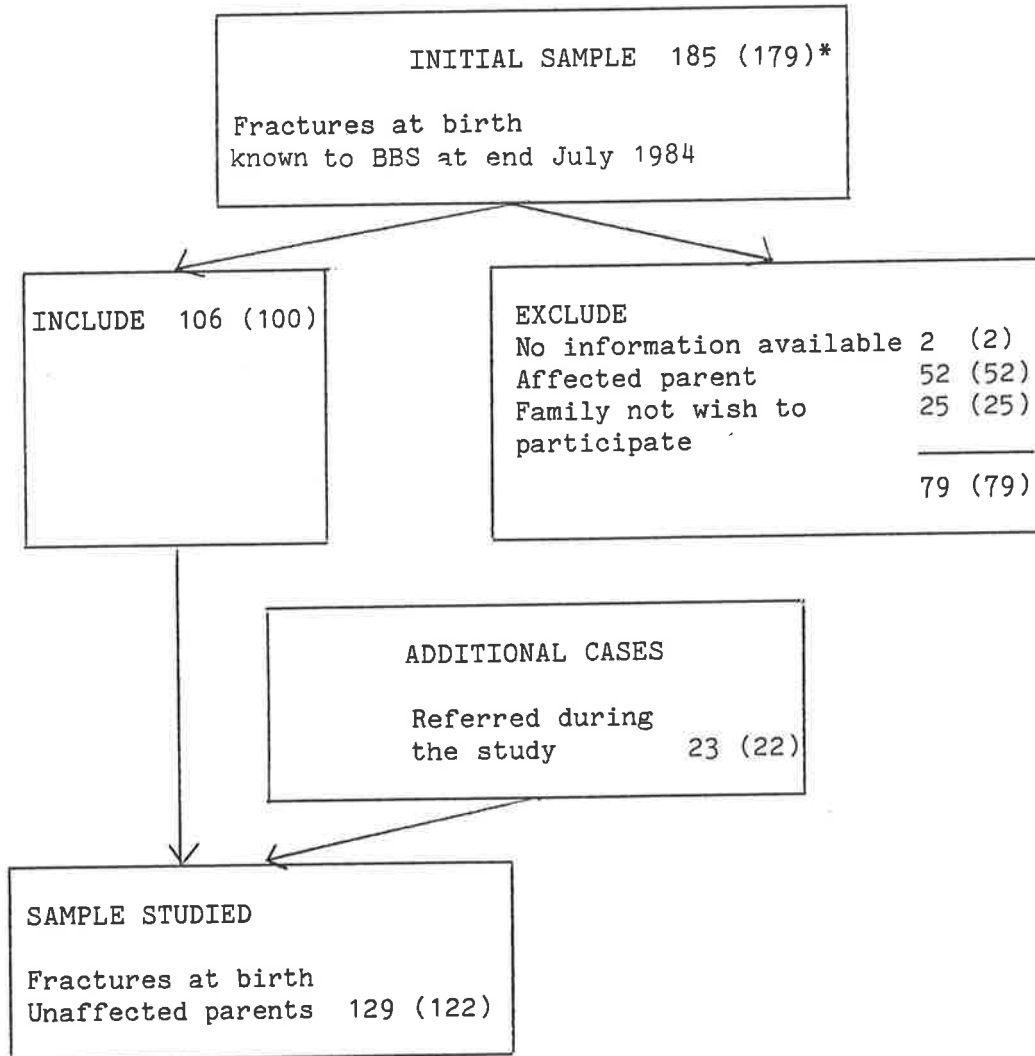 INITIAL SAMPLE 185 (179)*
Fractures at birth
known to BBS at end July 1984
INCLUDE 106 (100)
EXCLUDE
No information available 2 (2)
Affected parent 52 (52)
Family not wish to 25 (25)
participate
79 (79)
ADDITIONAL CASES
Referred during
the study 23 (22)
SAMPLE STUDIED
Fractures at birth
Unaffected parents 129 (122)